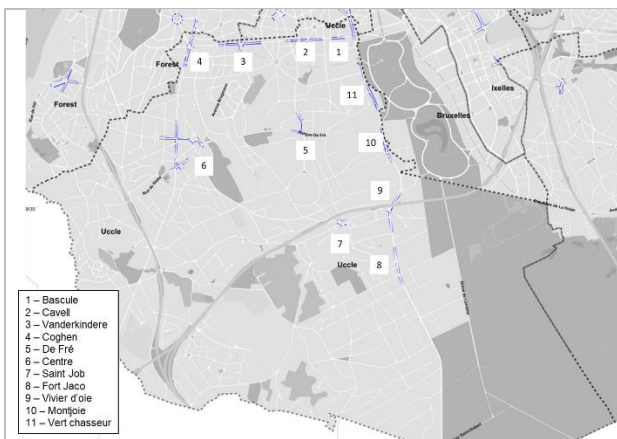 Uccle
Forest
4
3
2
1
11
Ixelles
Forest
Bruxelles
10
De Fré
5
6
9
Uccle
7
Uccle
8
1 – Bascule
2 – Cavell
3 – Vanderkindere
4 – Coghen
5 – De Fré
6 – Centre
7 – Saint Job
8 – Fort Jaco
9 – Vivier d'oie
10 – Montjoie
11 – Vert chasseur